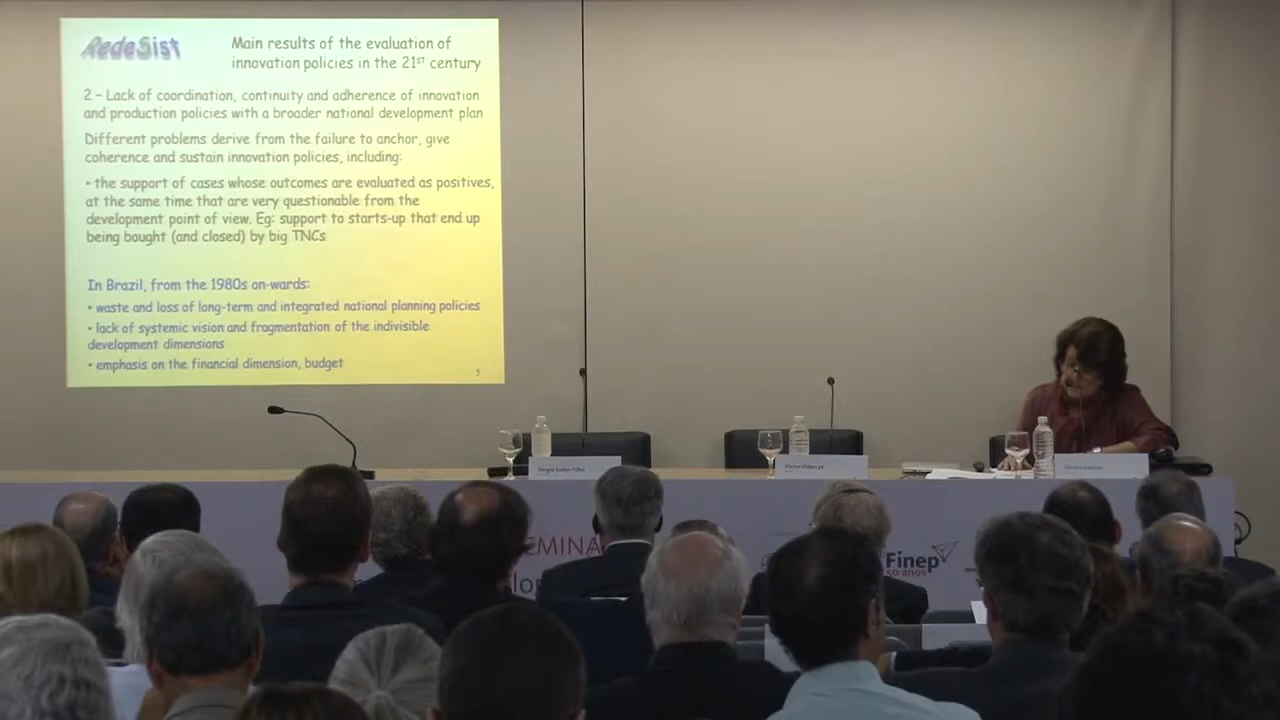 RedeSist
Main results of the evaluation of
innovation policies in the 21st century
2 – Lack of coordination, continuity and adherence of innovation
and production policies with a broader national development plan
Different problems derive from the failure to anchor, give
coherence and sustain innovation policies, including:
• the support of cases whose outcomes are evaluated as positives,
at the same time that are very questionable from the
development point of view. Eg: support to starts-up that end up
being bought (and closed) by big TNCs
In Brazil, from the 1980s on-wards:
• waste and loss of long-term and integrated national planning policies
• lack of systemic vision and fragmentation of the indivisible
development dimensions
• emphasis on the financial dimension, budget
EMINA
Finep
50 anos